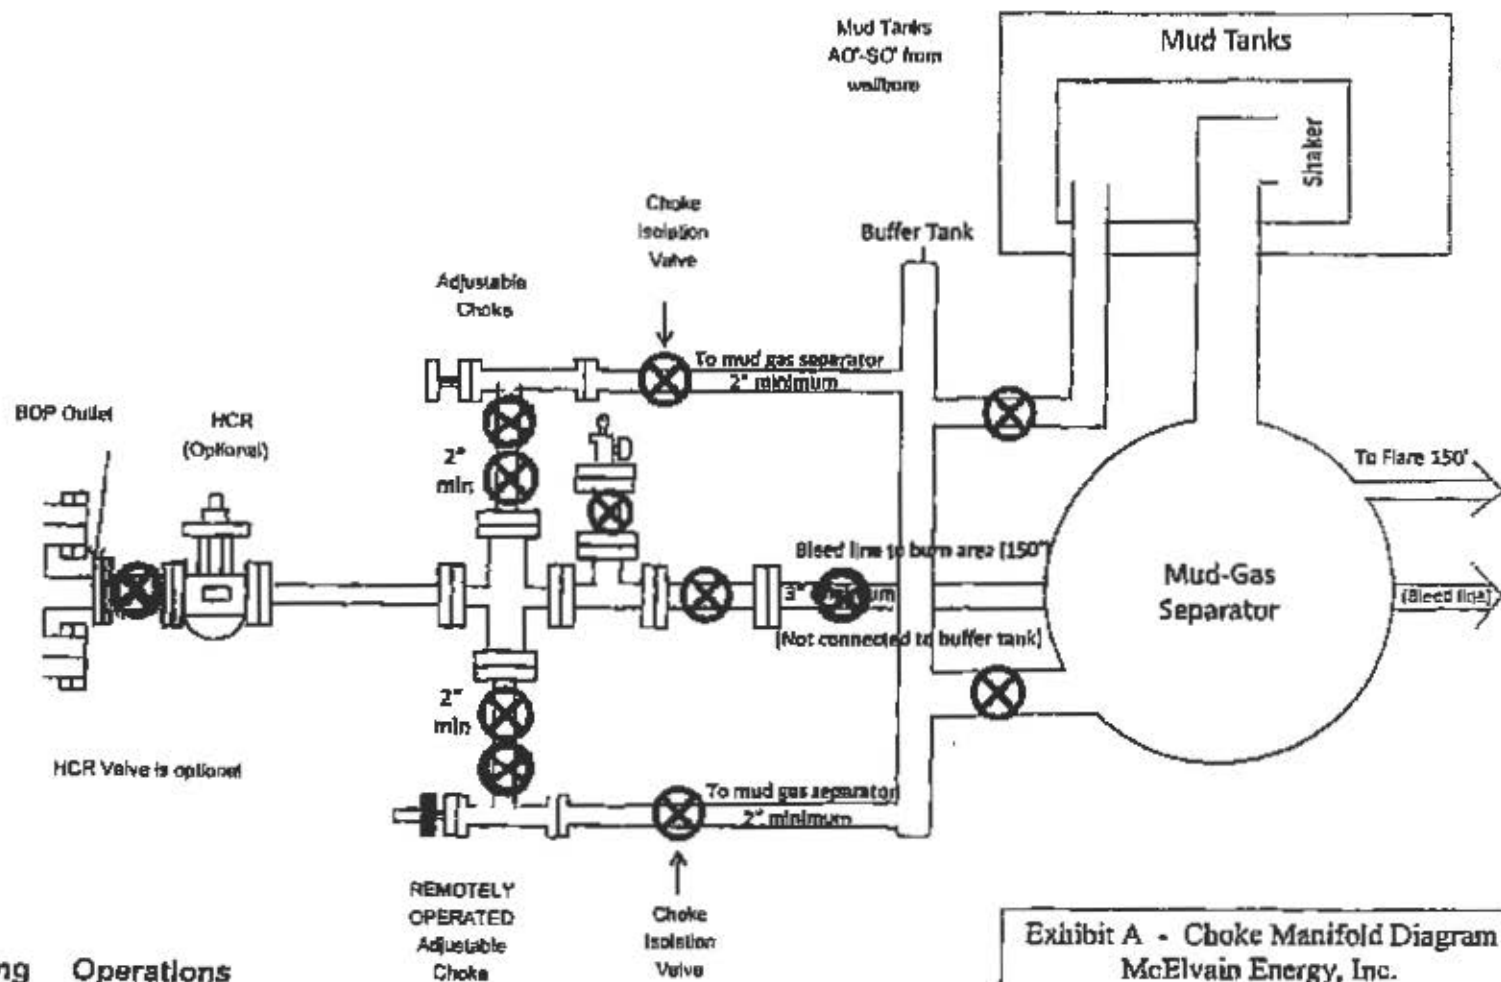 Mud Tanks
AO'-SO' from
wellbore
Mud Tanks
Shaker
Choke
Isolation
Valve
Buffer Tank
Adjustable
Choke
To mud gas separator
2" minimum
BOP Outlet
HCR
(Optional)
2"
min
To Flare 150'
Bleed line to burn area (150')
3" minimum
Mud-Gas
Separator
(Bleed line)
(Not connected to buffer tank)
2"
min
HCR Valve is optional
To mud gas separator
2" minimum
REMOTELY
OPERATED
Adjustable
Choke
Choke
Isolation
Valve
Exhibit A - Choke Manifold Diagram
McElvain Energy, Inc.
ng Operations